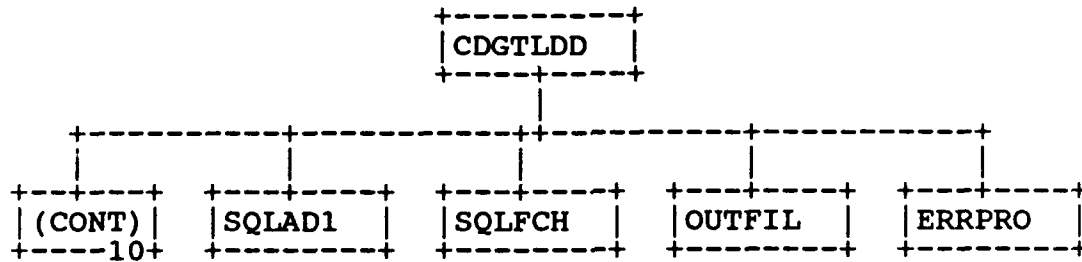 CDGTLDD
(CONT) SQLAD1 SQLFCH OUTFIL ERRPRO
10